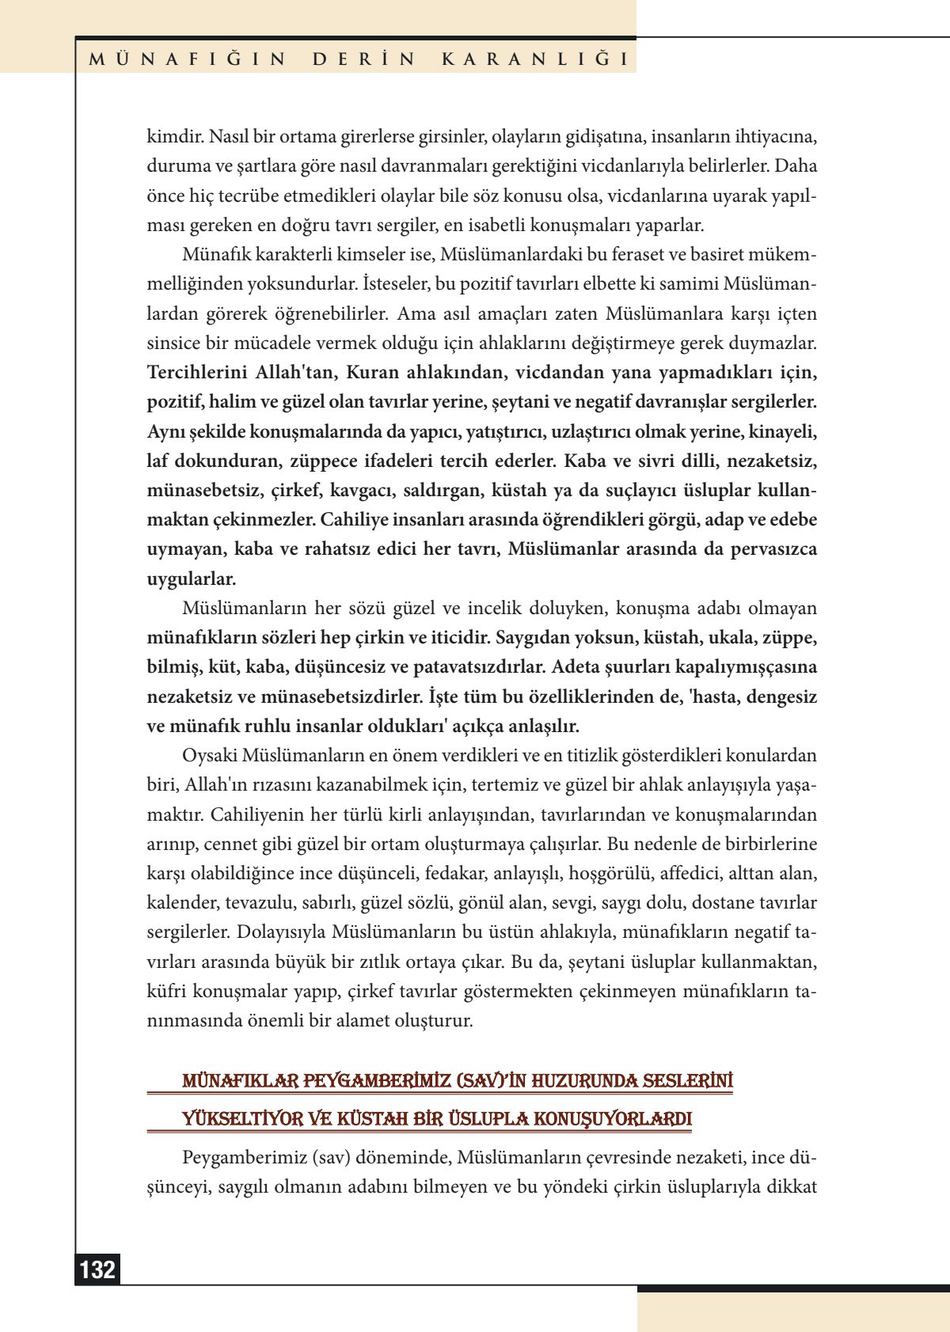 MÜNAFIĞIN DERİN KARANLIĞI
kimdir. Nasıl bir ortama girerlerse girsinler, olayların gidişatına, insanların ihtiyacına,
duruma ve şartlara göre nasıl davranmaları gerektiğini vicdanlarıyla belirlerler. Daha
önce hiç tecrübe etmedikleri olaylar bile söz konusu olsa, vicdanlarına uyarak yapıl-
ması gereken en doğru tavrı sergiler, en isabetli konuşmaları yaparlar.
Münafık karakterli kimseler ise, Müslümanlardaki bu feraset ve basiret mükem-
melliğinden yoksundurlar. İsteseler, bu pozitif tavırları elbette ki samimi Müslüman-
lardan görerek öğrenebilirler. Ama asıl amaçları zaten Müslümanlara karşı içten
sinsice bir mücadele vermek olduğu için ahlaklarını değiştirmeye gerek duymazlar.
Tercihlerini Allah'tan, Kuran ahlakından, vicdandan yana yapmadıkları için,
pozitif, halim ve güzel olan tavırlar yerine, şeytani ve negatif davranışlar sergilerler.
Aynı şekilde konuşmalarında da yapıcı, yatıştırıcı, uzlaştırıcı olmak yerine, kinayeli,
laf dokunduran, züppece ifadeleri tercih ederler. Kaba ve sivri dilli, nezaketsiz,
münasebetsiz, çirkef, kavgacı, saldırgan, küstah ya da suçlayıcı üsluplar kullan-
maktan çekinmezler. Cahiliye insanları arasında öğrendikleri görgü, adap ve edebe
uymayan, kaba ve rahatsız edici her tavrı, Müslümanlar arasında da pervasızca
uygularlar.
Müslümanların her sözü güzel ve incelik doluyken, konuşma adabı olmayan
münafıkların sözleri hep çirkin ve iticidir. Saygıdan yoksun, küstah, ukala, züppe,
bilmiş, küt, kaba, düşüncesiz ve patavatsızdırlar. Adeta şuurları kapalıymışçasına
nezaketsiz ve münasebetsizdirler. İşte tüm bu özelliklerinden de, 'hasta, dengesiz
ve münafık ruhlu insanlar oldukları' açıkça anlaşılır.
Oysaki Müslümanların en önem verdikleri ve en titizlik gösterdikleri konulardan
biri, Allah'ın rızasını kazanabilmek için, tertemiz ve güzel bir ahlak anlayışıyla yaşa-
maktır. Cahiliyenin her türlü kirli anlayışından, tavırlarından ve konuşmalarından
arınıp, cennet gibi güzel bir ortam oluşturmaya çalışırlar. Bu nedenle de birbirlerine
karşı olabildiğince ince düşünceli, fedakar, anlayışlı, hoşgörülü, affedici, alttan alan,
kalender, tevazulu, sabırlı, güzel sözlü, gönül alan, sevgi, saygı dolu, dostane tavırlar
sergilerler. Dolayısıyla Müslümanların bu üstün ahlakıyla, münafıkların negatif ta-
vırları arasında büyük bir zıtlık ortaya çıkar. Bu da, şeytani üsluplar kullanmaktan,
küfri konuşmalar yapıp, çirkef tavırlar göstermekten çekinmeyen münafıkların ta-
nınmasında önemli bir alamet oluşturur.
MÜNAFIKLAR PEYGAMBERİMİZ (SAV)'İN HUZURUNDA SESLERİNİ
YÜKSELTİYOR VE KÜSTAH BİR ÜSLUPLA KONUŞUYORLARDI
Peygamberimiz (sav) döneminde, Müslümanların çevresinde nezaketi, ince dü-
şünceyi, saygılı olmanın adabını bilmeyen ve bu yöndeki çirkin üsluplarıyla dikkat
132